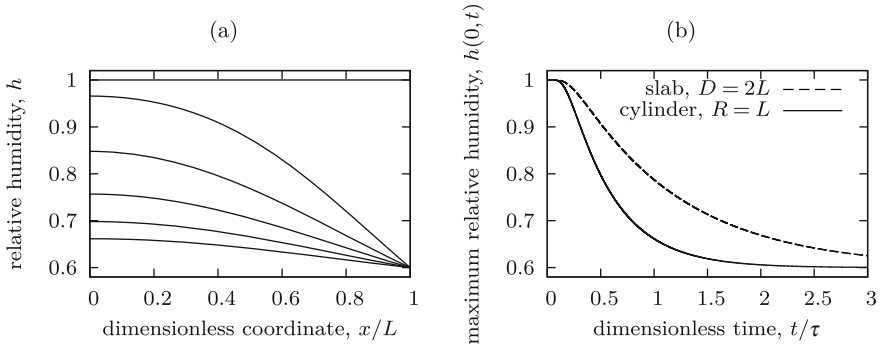 (a)
relative humidity, h
1
0.9
0.8
0.7
0.6
0
0.2
0.4
0.6
0.8
1
dimensionless coordinate, x/L
(b)
maximum relative humidity, h(0,t)
1
0.9
0.8
0.7
0.6
slab, D = 2L
cylinder, R = L
0
0.5
1
1.5
2
2.5
3
dimensionless time, t/τ